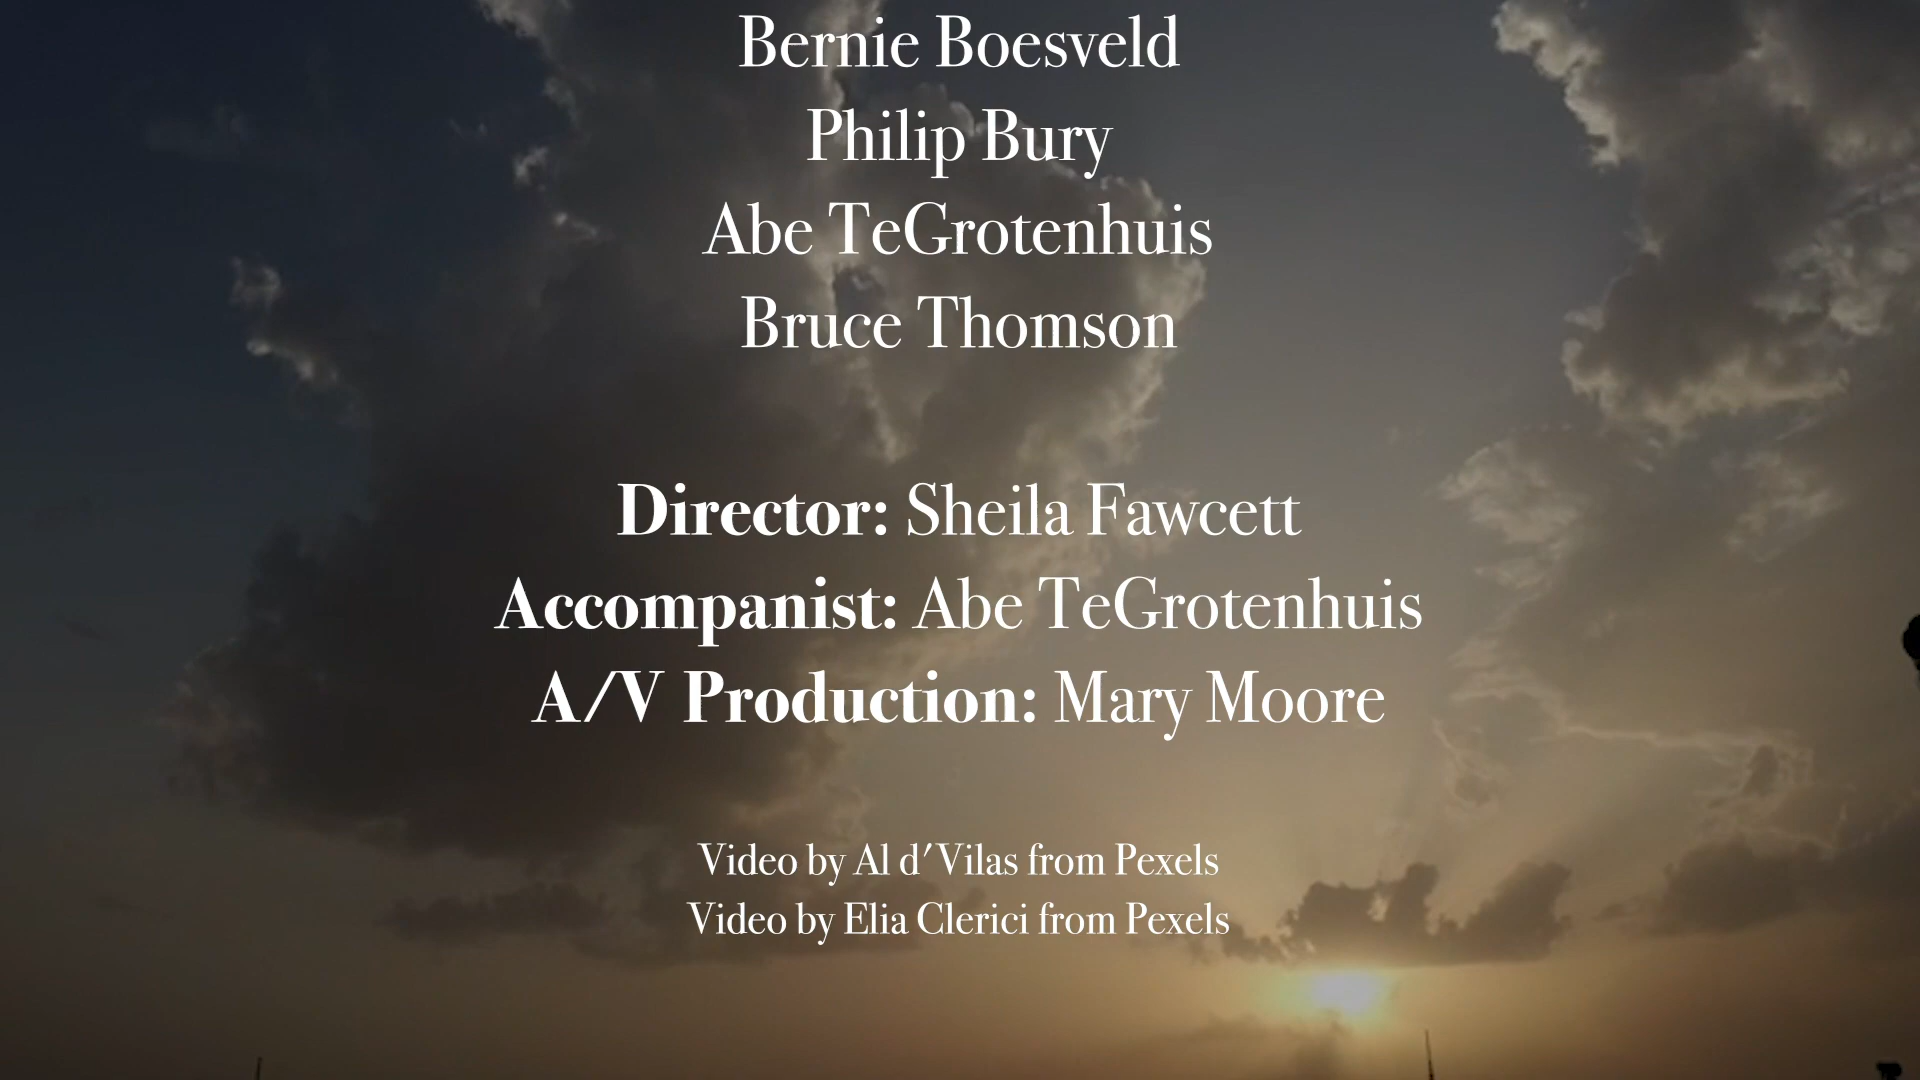 Bernie Boesveld
Philip Bury
Abe TeGrotenhuis
Bruce Thomson
Director: Sheila Fawcett
Accompanist: Abe TeGrotenhuis
A/V Production: Mary Moore
Video by Al d'Vilas from Pexels
Video by Elia Clerici from Pexels